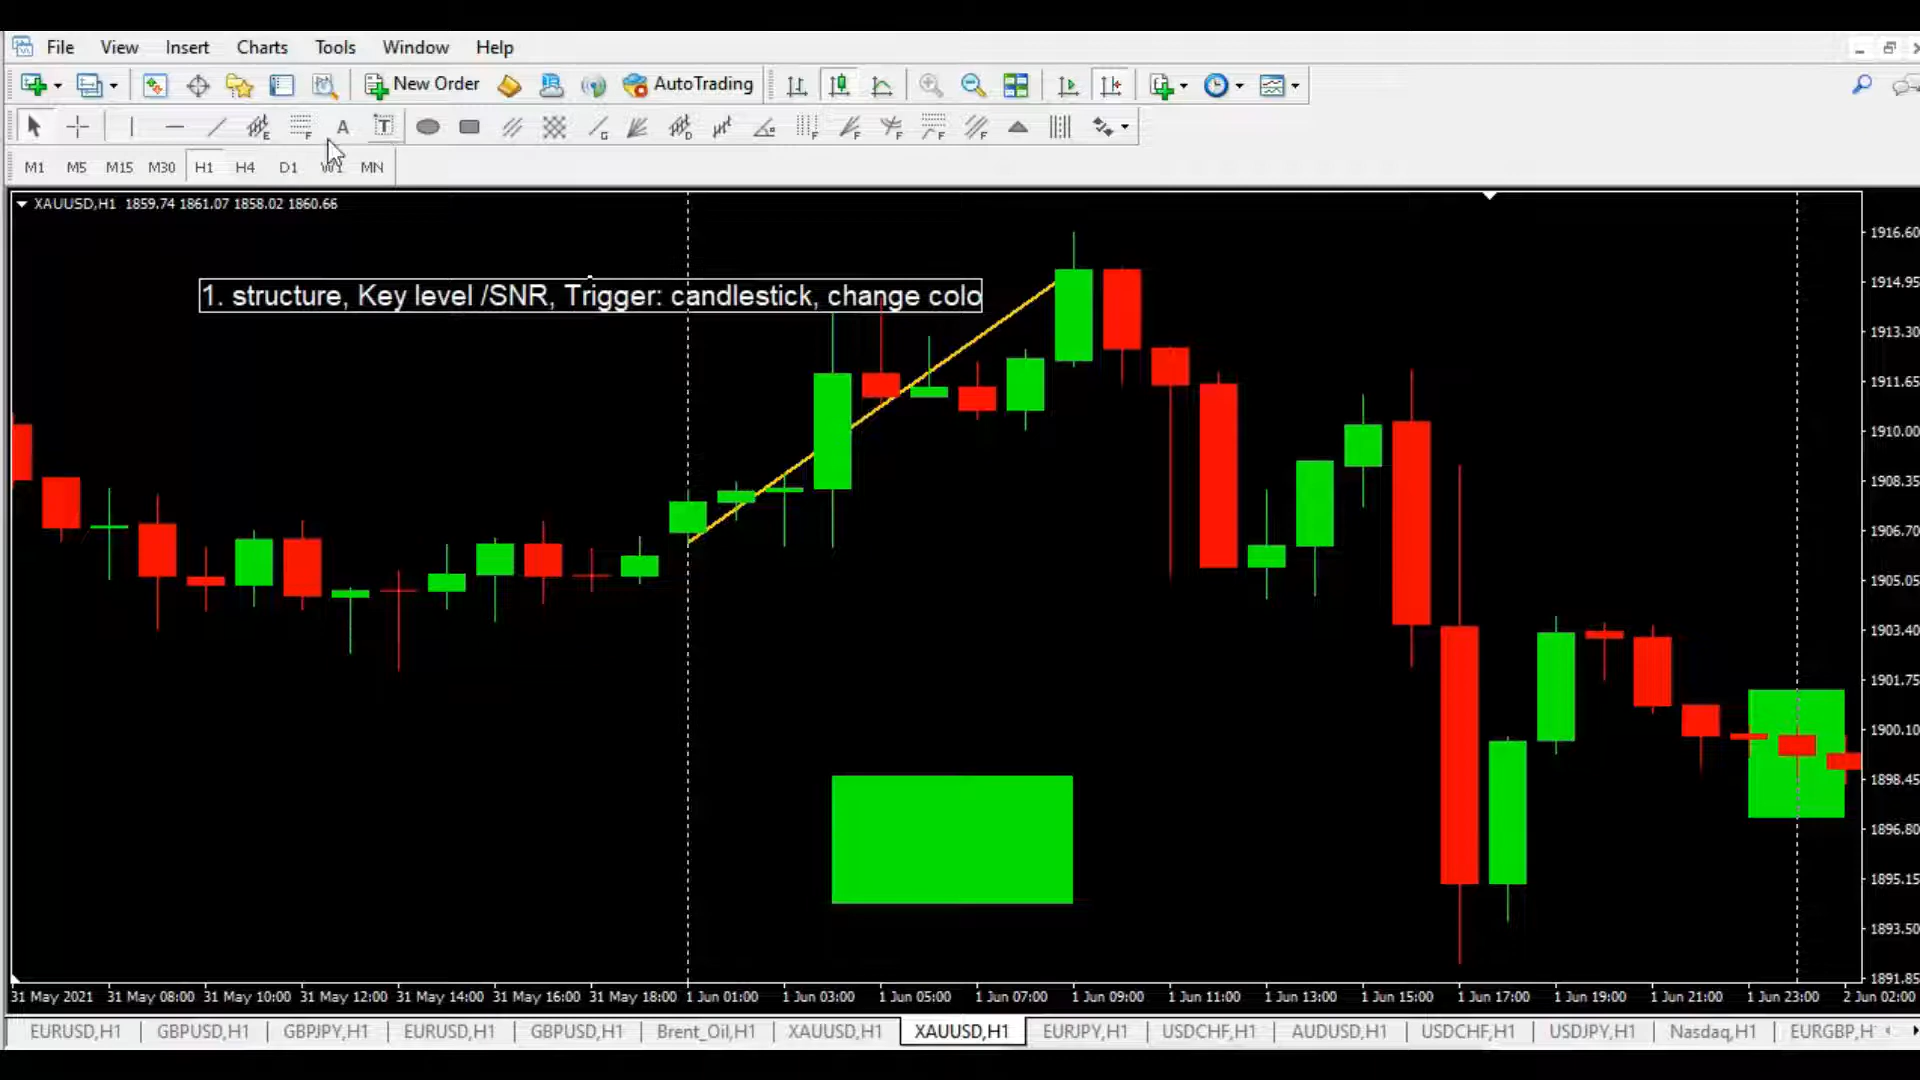 File View Insert Charts Tools Window Help
New Order AutoTrading
M1 M5 M15 M30 H1 H4 D1 W1 MN
XAUUSD,H1 1859.74 1861.07 1858.02 1860.66
1. structure, Key level /SNR, Trigger: candlestick, change colo
1916.60
1914.95
1913.30
1911.65
1910.00
1908.35
1906.70
1905.05
1903.40
1901.75
1900.10
1898.45
1896.80
1895.15
1893.50
1891.85
31 May 2021 31 May 08:00 31 May 10:00 31 May 12:00 31 May 14:00 31 May 16:00 31 May 18:00 1 Jun 01:00 1 Jun 03:00 1 Jun 05:00 1 Jun 07:00 1 Jun 09:00 1 Jun 11:00 1 Jun 13:00 1 Jun 15:00 1 Jun 17:00 1 Jun 19:00 1 Jun 21:00 1 Jun 23:00 2 Jun 02:00
EURUSD,H1 GBPUSD,H1 GBPJPY,H1 EURUSD,H1 GBPUSD,H1 Brent_Oil,H1 XAUUSD,H1 XAUUSD,H1 EURJPY,H1 USDCHF,H1 AUDUSD,H1 USDCHF,H1 USDJPY,H1 Nasdaq,H1 EURGBP,H